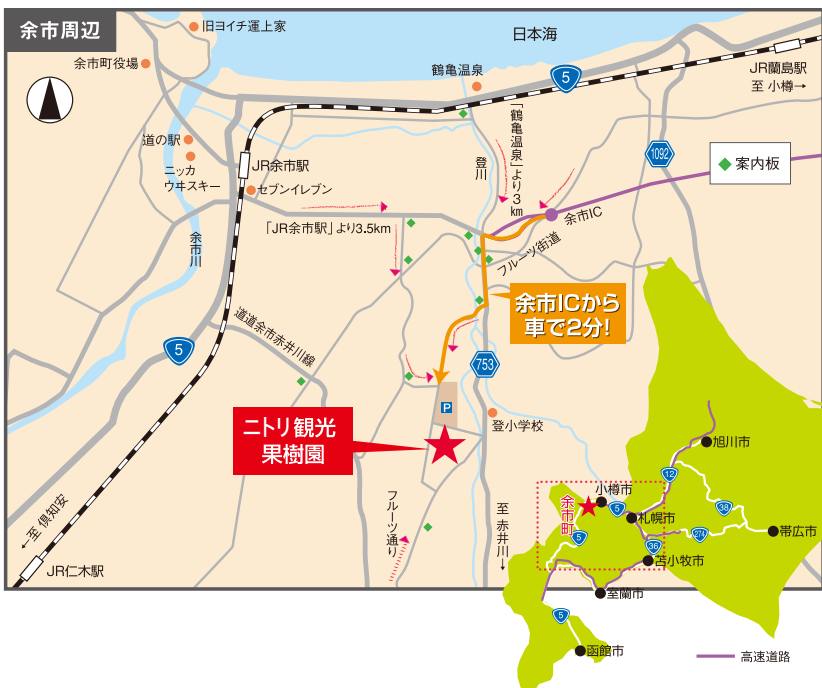 余市周辺
旧ヨイチ運上家
日本海
余市町役場
鶴亀温泉
5
JR蘭島駅
至 小樽→
「鶴亀温泉」より3km
道の駅
登川
1092
案内板
ニッカ
ウヰスキー
JR余市駅
セブンイレブン
余市IC
「JR余市駅」より3.5km
余市川
フルーツ街道
余市ICから
車で2分!
道道余市赤井川線
5
753
P
ニトリ観光
果樹園
登小学校
旭川市
12
小樽市
余市町
5
札幌市
38
フルーツ通り
至 赤井川→
←至 倶知安
5
274
帯広市
36
苫小牧市
JR仁木駅
室蘭市
5
函館市
高速道路